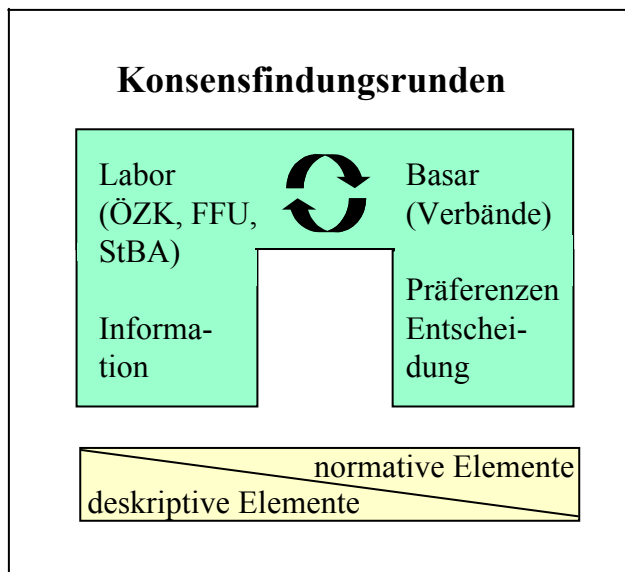 Konsensfindungsrunden
Labor
(ÖZK, FFU,
StBA)
Informa-
tion
Basar
(Verbände)
Präferenzen
Entschei-
dung
normative Elemente
deskriptive Elemente